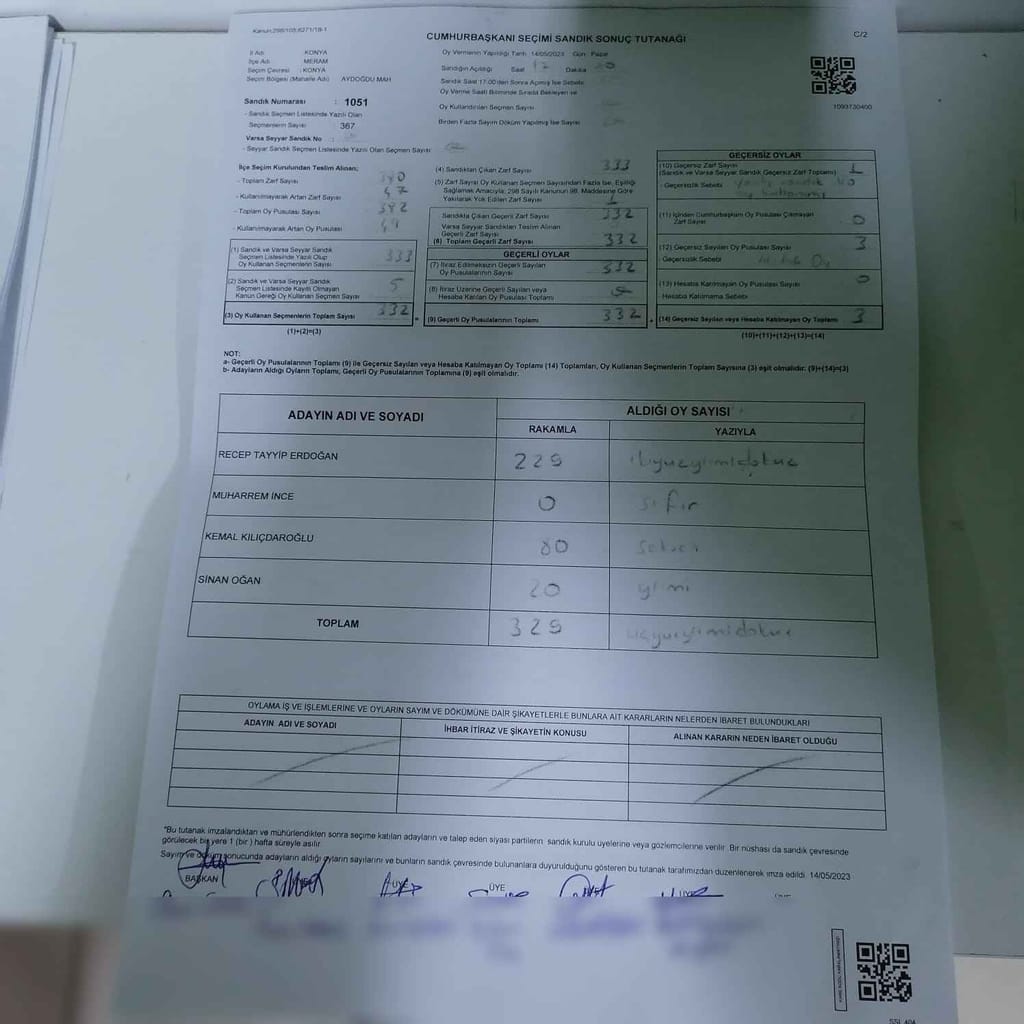 Kanun:298/105;6271/18-1
CUMHURBAŞKANI SEÇİMİ SANDIK SONUÇ TUTANAĞI
C/2
İl Adı : KONYA
İlçe Adı : MERAM
Seçim Çevresi : KONYA
Seçim Bölgesi (Mahalle Adı) AYDOĞDU MAH
Sandık Numarası : 1051
- Sandık Seçmen Listesinde Yazılı Olan
Seçmenlerin Sayısı : 367
Varsa Seyyar Sandık No :
- Seyyar Sandık Seçmen Listesinde Yazılı Olan Seçmen Sayısı:
Oy Vermenin Yapıldığı Tarih 14/05/2023 Gün Pazar
Sandığın Açıldığı Saat 17 Dakika
Sandık Saat 17:00'den Sonra Açılmış İse Sebebi
Oy Verme Saati Bitiminde Sırada Bekleyen ve
Oy Kullandırılan Seçmen Sayısı
Birden Fazla Sayım Döküm Yapılmış İse Sayısı
1093730400
İlçe Seçim Kurulundan Teslim Alınan;
- Toplam Zarf Sayısı
- Kullanılmayarak Artan Zarf Sayısı 47
- Toplam Oy Pusulası Sayısı 382
- Kullanılmayarak Artan Oy Pusulası
(1) Sandık ve Varsa Seyyar Sandık
Seçmen Listesinde Yazılı Olup
Oy Kullanan Seçmenlerin Sayısı 333
(2) Sandık ve Varsa Seyyar Sandık
Seçmen Listesinde Kayıtlı Olmayan
Kanun Gereği Oy Kullanan Seçmen Sayısı 5
(3) Oy Kullanan Seçmenlerin Toplam Sayısı 332
(1)+(2)=(3)
(4) Sandıktan Çıkan Zarf Sayısı 333
(5) Zarf Sayısı Oy Kullanan Seçmen Sayısından Fazla İse, Eşitliği
Sağlamak Amacıyla; 298 Sayılı Kanunun 98. Maddesine Göre
Yakılarak Yok Edilen Zarf Sayısı 1
Sandıkta Çıkan Geçerli Zarf Sayısı 332
Varsa Seyyar Sandıktan Teslim Alınan
Geçerli Zarf Sayısı
(6) Toplam Geçerli Zarf Sayısı 332
GEÇERLİ OYLAR
(7) İtiraz Edilmeksizin Geçerli Sayılan
Oy Pusulalarının Sayısı 332
(8) İtiraz Üzerine Geçerli Sayılan veya
Hesaba Katılan Oy Pusulası Toplamı
(9) Geçerli Oy Pusulalarının Toplamı 332
GEÇERSİZ OYLAR
(10) Geçersiz Zarf Sayısı
(Sandık ve Varsa Seyyar Sandık Geçersiz Zarf Toplamı) 1
- Geçersizlik Sebebi
(11) İçinden Cumhurbaşkanı Oy Pusulası Çıkmayan
Zarf Sayısı 0
(12) Geçersiz Sayılan Oy Pusulası Sayısı 3
- Geçersizlik Sebebi Oy
(13) Hesaba Katılmayan Oy Pusulası Sayısı 0
- Hesaba Katılmama Sebebi
(14) Geçersiz Sayılan veya Hesaba Katılmayan Oy Toplamı 3
(10)+(11)+(12)+(13)=(14)
NOT:
a- Geçerli Oy Pusulalarının Toplamı (9) ile Geçersiz Sayılan veya Hesaba Katılmayan Oy Toplamı (14) Toplamları, Oy Kullanan Seçmenlerin Toplam Sayısına (3) eşit olmalıdır. (9)+(14)=(3)
b- Adayların Aldığı Oyların Toplamı, Geçerli Oy Pusulalarının Toplamına (9) eşit olmalıdır.
ADAYIN ADI VE SOYADI
ALDIĞI OY SAYISI
RAKAMLA
YAZIYLA
RECEP TAYYİP ERDOĞAN 229 ikiyüzyirmidokuz
MUHARREM İNCE 0 sıfır
KEMAL KILIÇDAROĞLU 80 seksen
SİNAN OĞAN 20 yirmi
TOPLAM 329 üçyüzyirmidokuz
OYLAMA İŞ VE İŞLEMLERİNE VE OYLARIN SAYIM VE DÖKÜMÜNE DAİR ŞİKAYETLERLE BUNLARA AİT KARARLARIN NELERDEN İBARET BULUNDUKLARI
ADAYIN ADI VE SOYADI
İHBAR İTİRAZ VE ŞİKAYETİN KONUSU
ALINAN KARARIN NEDEN İBARET OLDUĞU
"Bu tutanak imzalandıktan ve mühürlendikten sonra seçime katılan adayların ve talep eden siyasi partilerin sandık kurulu üyelerine veya gözlemcilerine verilir. Bir nüshası da sandık çevresinde
görülecek bir yere 1 (bir ) hafta süreyle asılır.
Sayım ve döküm sonucunda adayların aldığı oyların sayılarını ve bunların sandık çevresinde bulunanlara duyurulduğunu gösteren bu tutanak tarafımızdan düzenlenerek imza edildi. 14/05/2023
BAŞKAN
ÜYE
ÜYE
ÜYE